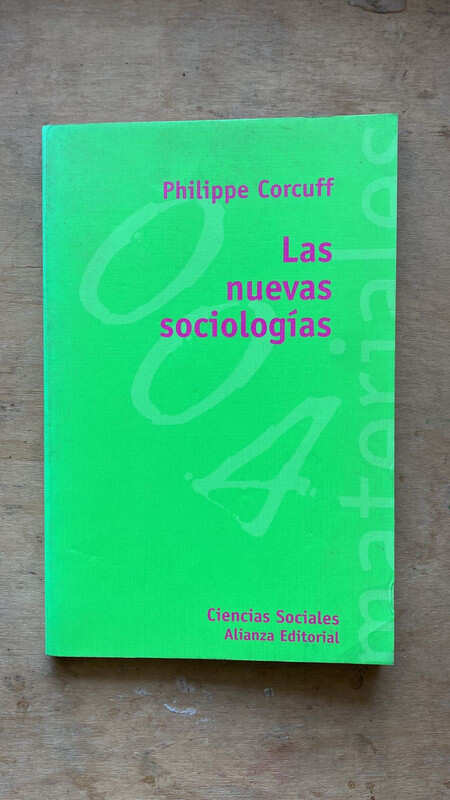 Philippe Corcuff
Las
nuevas
sociologías
004
materiales
Ciencias Sociales
Alianza Editorial